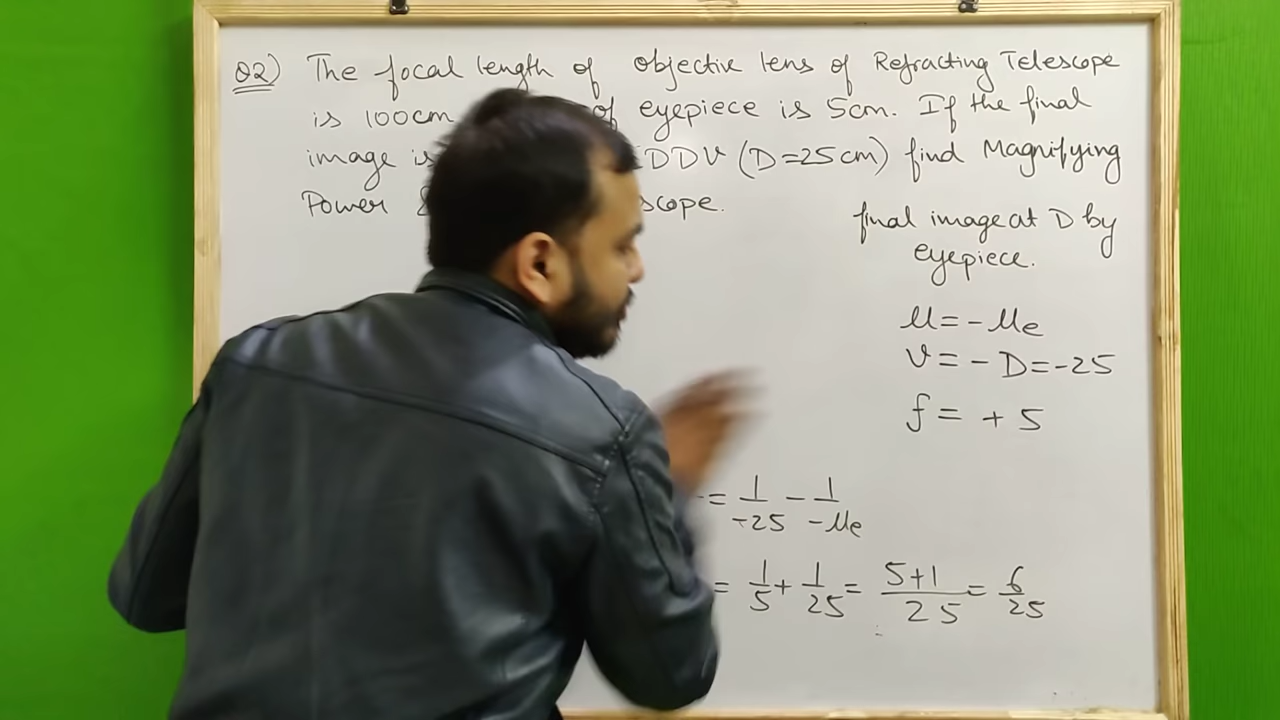 Q2) The focal length of objective lens of Refracting Telescope
is 100cm of eyepiece is 5cm. If the final
image is DDV (D=25cm) find Magnifying
Power scope.
final image at D by
eyepiece.
u = - ue
v = - D = -25
f = + 5
= 1/-25 - 1/-ue
= 1/5 + 1/25 = 5+1/25 = 6/25